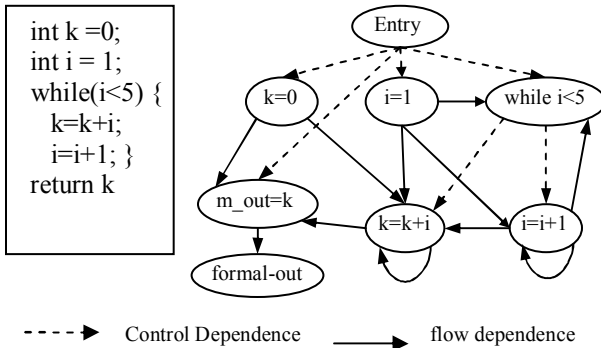 int k =0;
int i = 1;
while(i<5) {
k=k+i;
i=i+1; }
return k
Entry
k=0
i=1
while i<5
m_out=k
k=k+i
i=i+1
formal-out
Control Dependence
flow dependence